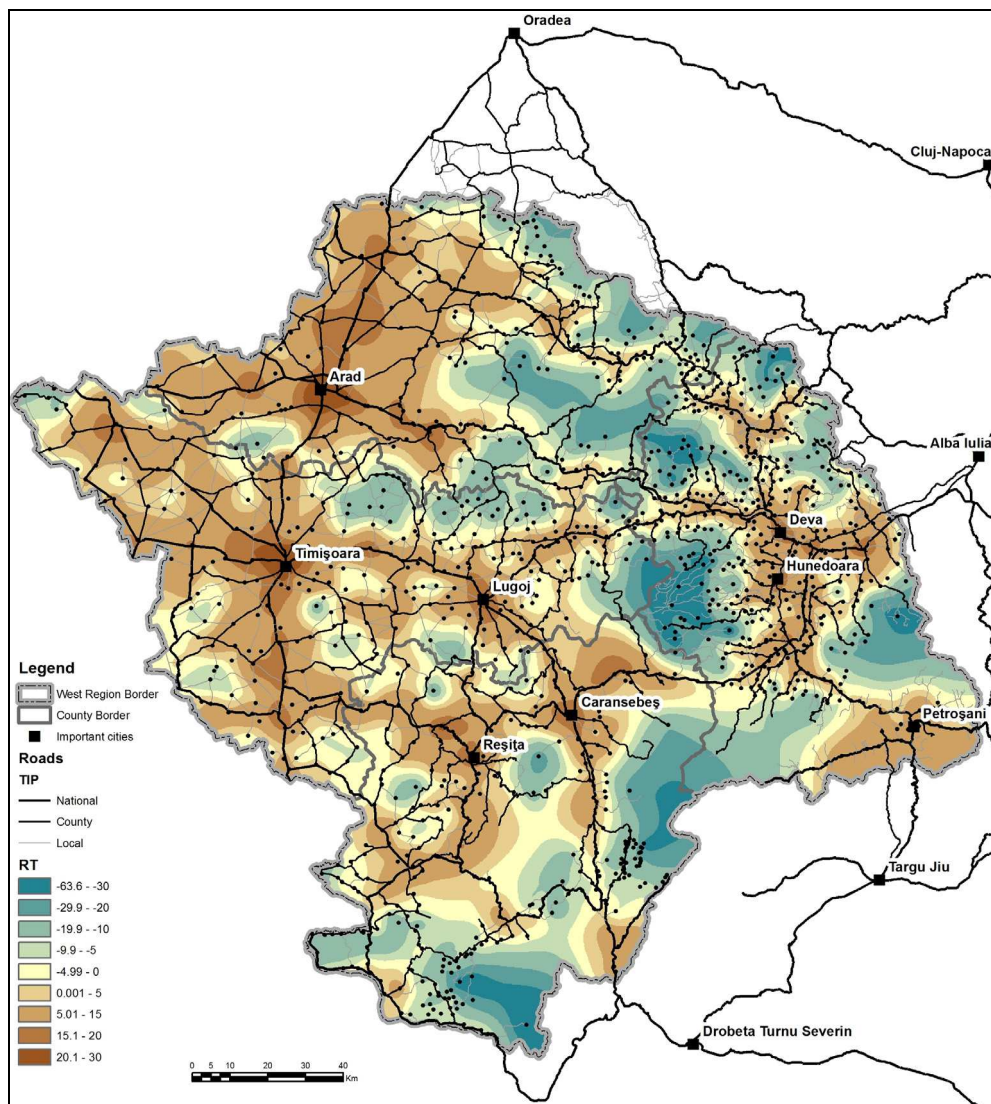 Oradea
Cluj-Napoca
Arad
Alba Iulia
Deva
Timişoara
Hunedoara
Lugoj
Legend
West Region Border
County Border
Important cities
Roads
TIP
National
County
Local
RT
-63.6 - -30
-29.9 - -20
-19.9 - -10
-9.9 - -5
-4.99 - 0
0.001 - 5
5.01 - 15
15.1 - 20
20.1 - 30
Caransebeş
Petroşani
Reşiţa
Targu Jiu
Drobeta Turnu Severin
0 5 10 20 30 40
Km